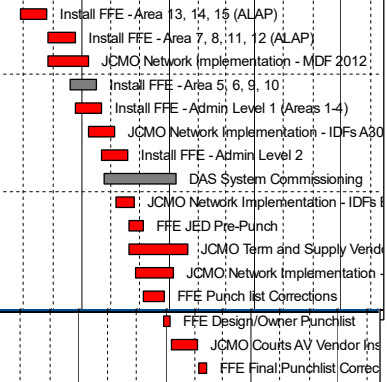 Install FFE - Area 13, 14, 15 (ALAP)
Install FFE - Area 7, 8, 11, 12 (ALAP)
JCMO Network Implementation - MDF 2012
Install FFE - Area 5, 6, 9, 10
Install FFE - Admin Level 1 (Areas 1-4)
JCMO Network Implementation - IDFs A30
Install FFE - Admin Level 2
DAS System Commissioning
JCMO Network Implementation - IDFs
FFE JED Pre-Punch
JCMO Term and Supply Vend
JCMO Network Implementation -
FFE Punch list Corrections
FFE Design/Owner Punchlist
JCMO Courts AV Vendor Ins
FFE Final Punchlist Correc